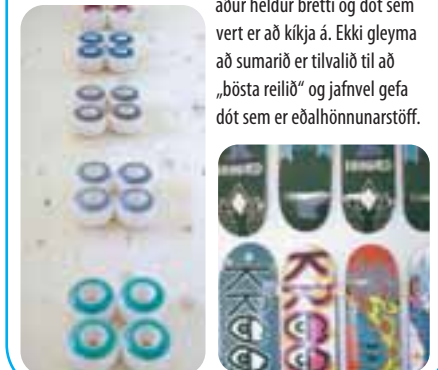 aður heldur bretti og dót sem
vert er að kíkja á. Ekki gleyma
að sumarið er tilvalið til að
„bösta reilið“ og jafnvel gefa
dót sem er eðalhönnunarstöff.